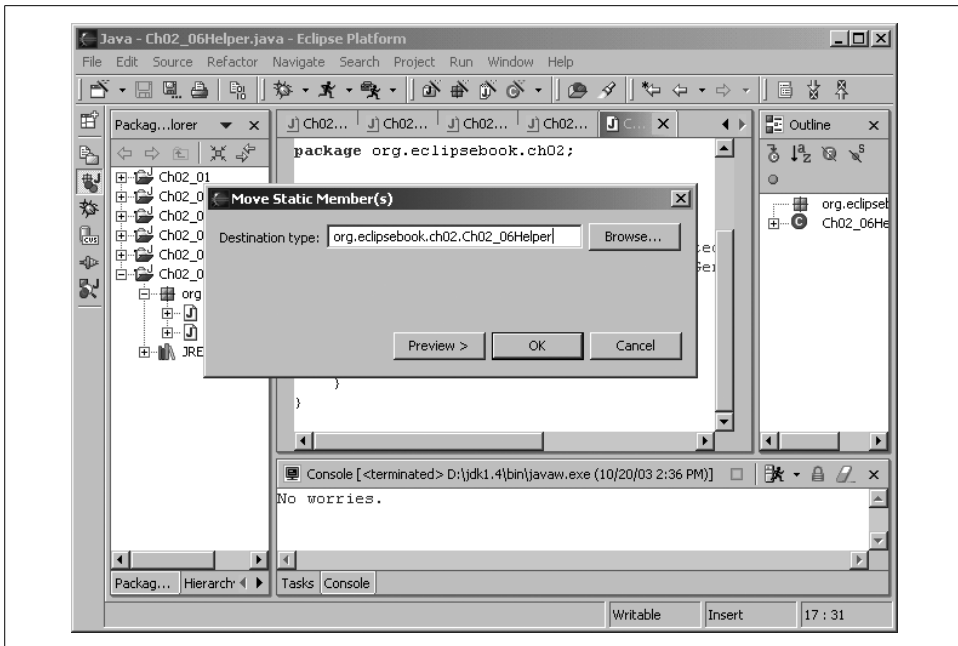 Java - Ch02_06Helper.java - Eclipse Platform
File Edit Source Refactor Navigate Search Project Run Window Help
Packag...lorer
Ch02... Ch02... Ch02... Ch02... C...
Outline
package org.eclipsebook.ch02;
Ch02_01
Ch02_0
Ch02_0
Ch02_0
Ch02_0
Ch02_0
org
JRE
org.eclipset
Ch02_06He
Move Static Member(s)
Destination type: org.eclipsebook.ch02.Ch02_06Helper Browse...
Preview > OK Cancel
}
}
Console [<terminated> D:\jdk1.4\bin\javaw.exe (10/20/03 2:36 PM)]
No worries.
Packag... Hierarch
Tasks Console
Writable Insert 17 : 31